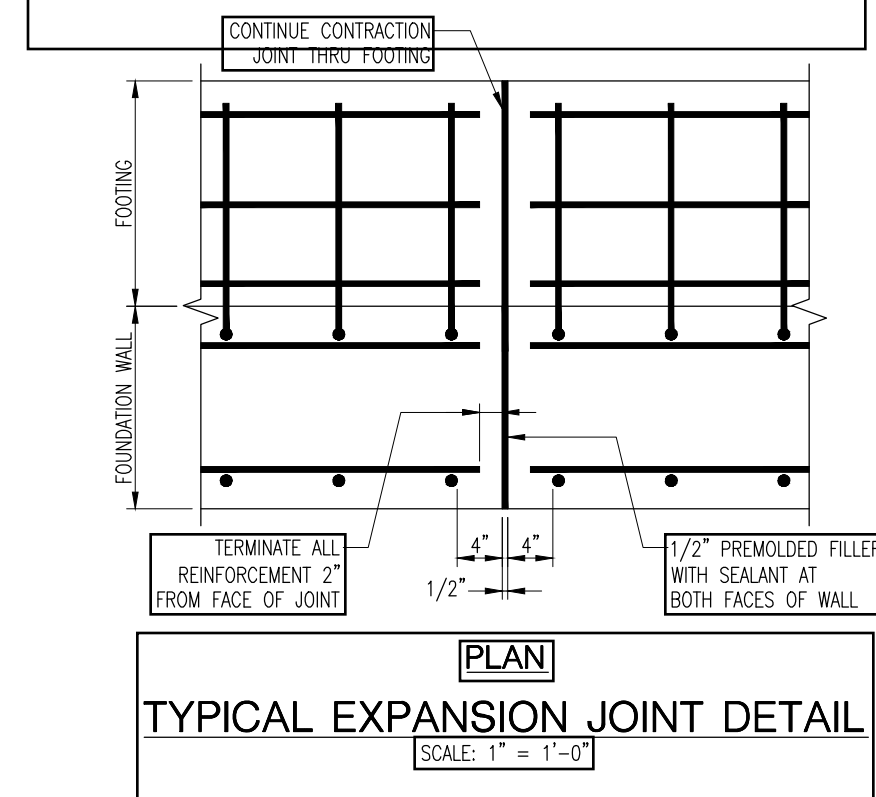 CONTINUE CONTRACTION
JOINT THRU FOOTING
FOOTING
FOUNDATION WALL
TERMINATE ALL
REINFORCEMENT 2"
FROM FACE OF JOINT
4"
4"
1/2"
1/2" PREMOLDED FILLER
WITH SEALANT AT
BOTH FACES OF WALL
PLAN
TYPICAL EXPANSION JOINT DETAIL
SCALE: 1" = 1'-0"